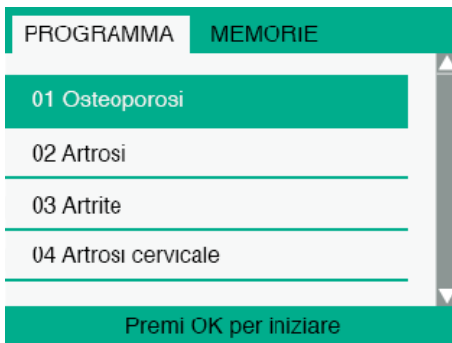 PROGRAMMA MEMORIE
01 Osteoporosi
02 Artrosi
03 Artrite
04 Artrosi cervicale
Premi OK per iniziare